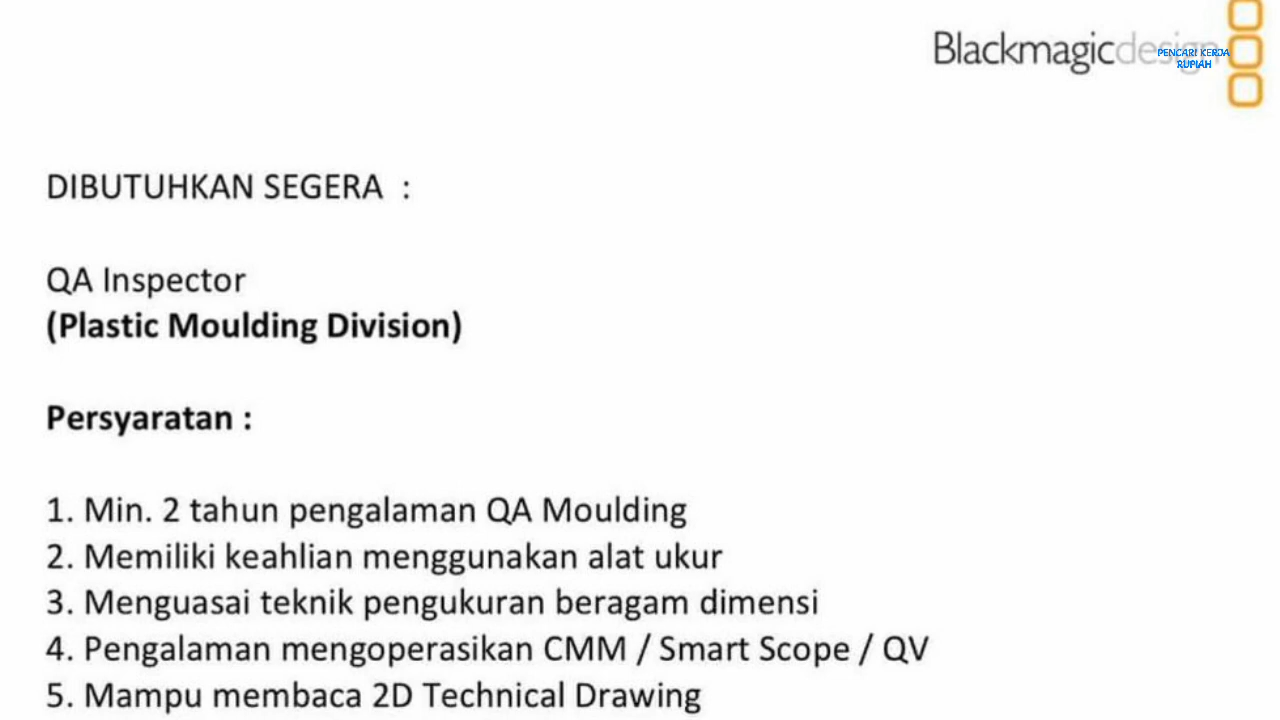 Blackmagicdesign
PENCARI KERJA
RUPIAH
DIBUTUHKAN SEGERA :
QA Inspector
(Plastic Moulding Division)
Persyaratan :
1. Min. 2 tahun pengalaman QA Moulding
2. Memiliki keahlian menggunakan alat ukur
3. Menguasai teknik pengukuran beragam dimensi
4. Pengalaman mengoperasikan CMM / Smart Scope / QV
5. Mampu membaca 2D Technical Drawing